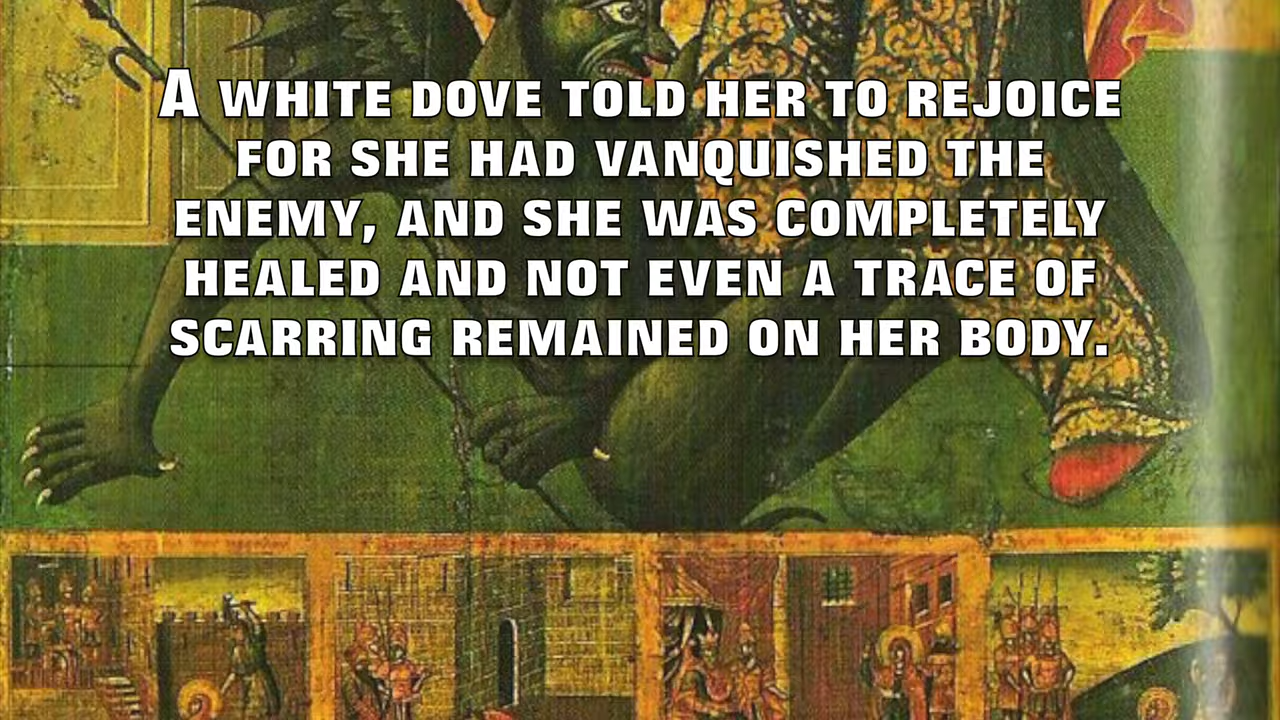 A WHITE DOVE TOLD HER TO REJOICE
FOR SHE HAD VANQUISHED THE
ENEMY, AND SHE WAS COMPLETELY
HEALED AND NOT EVEN A TRACE OF
SCARRING REMAINED ON HER BODY.